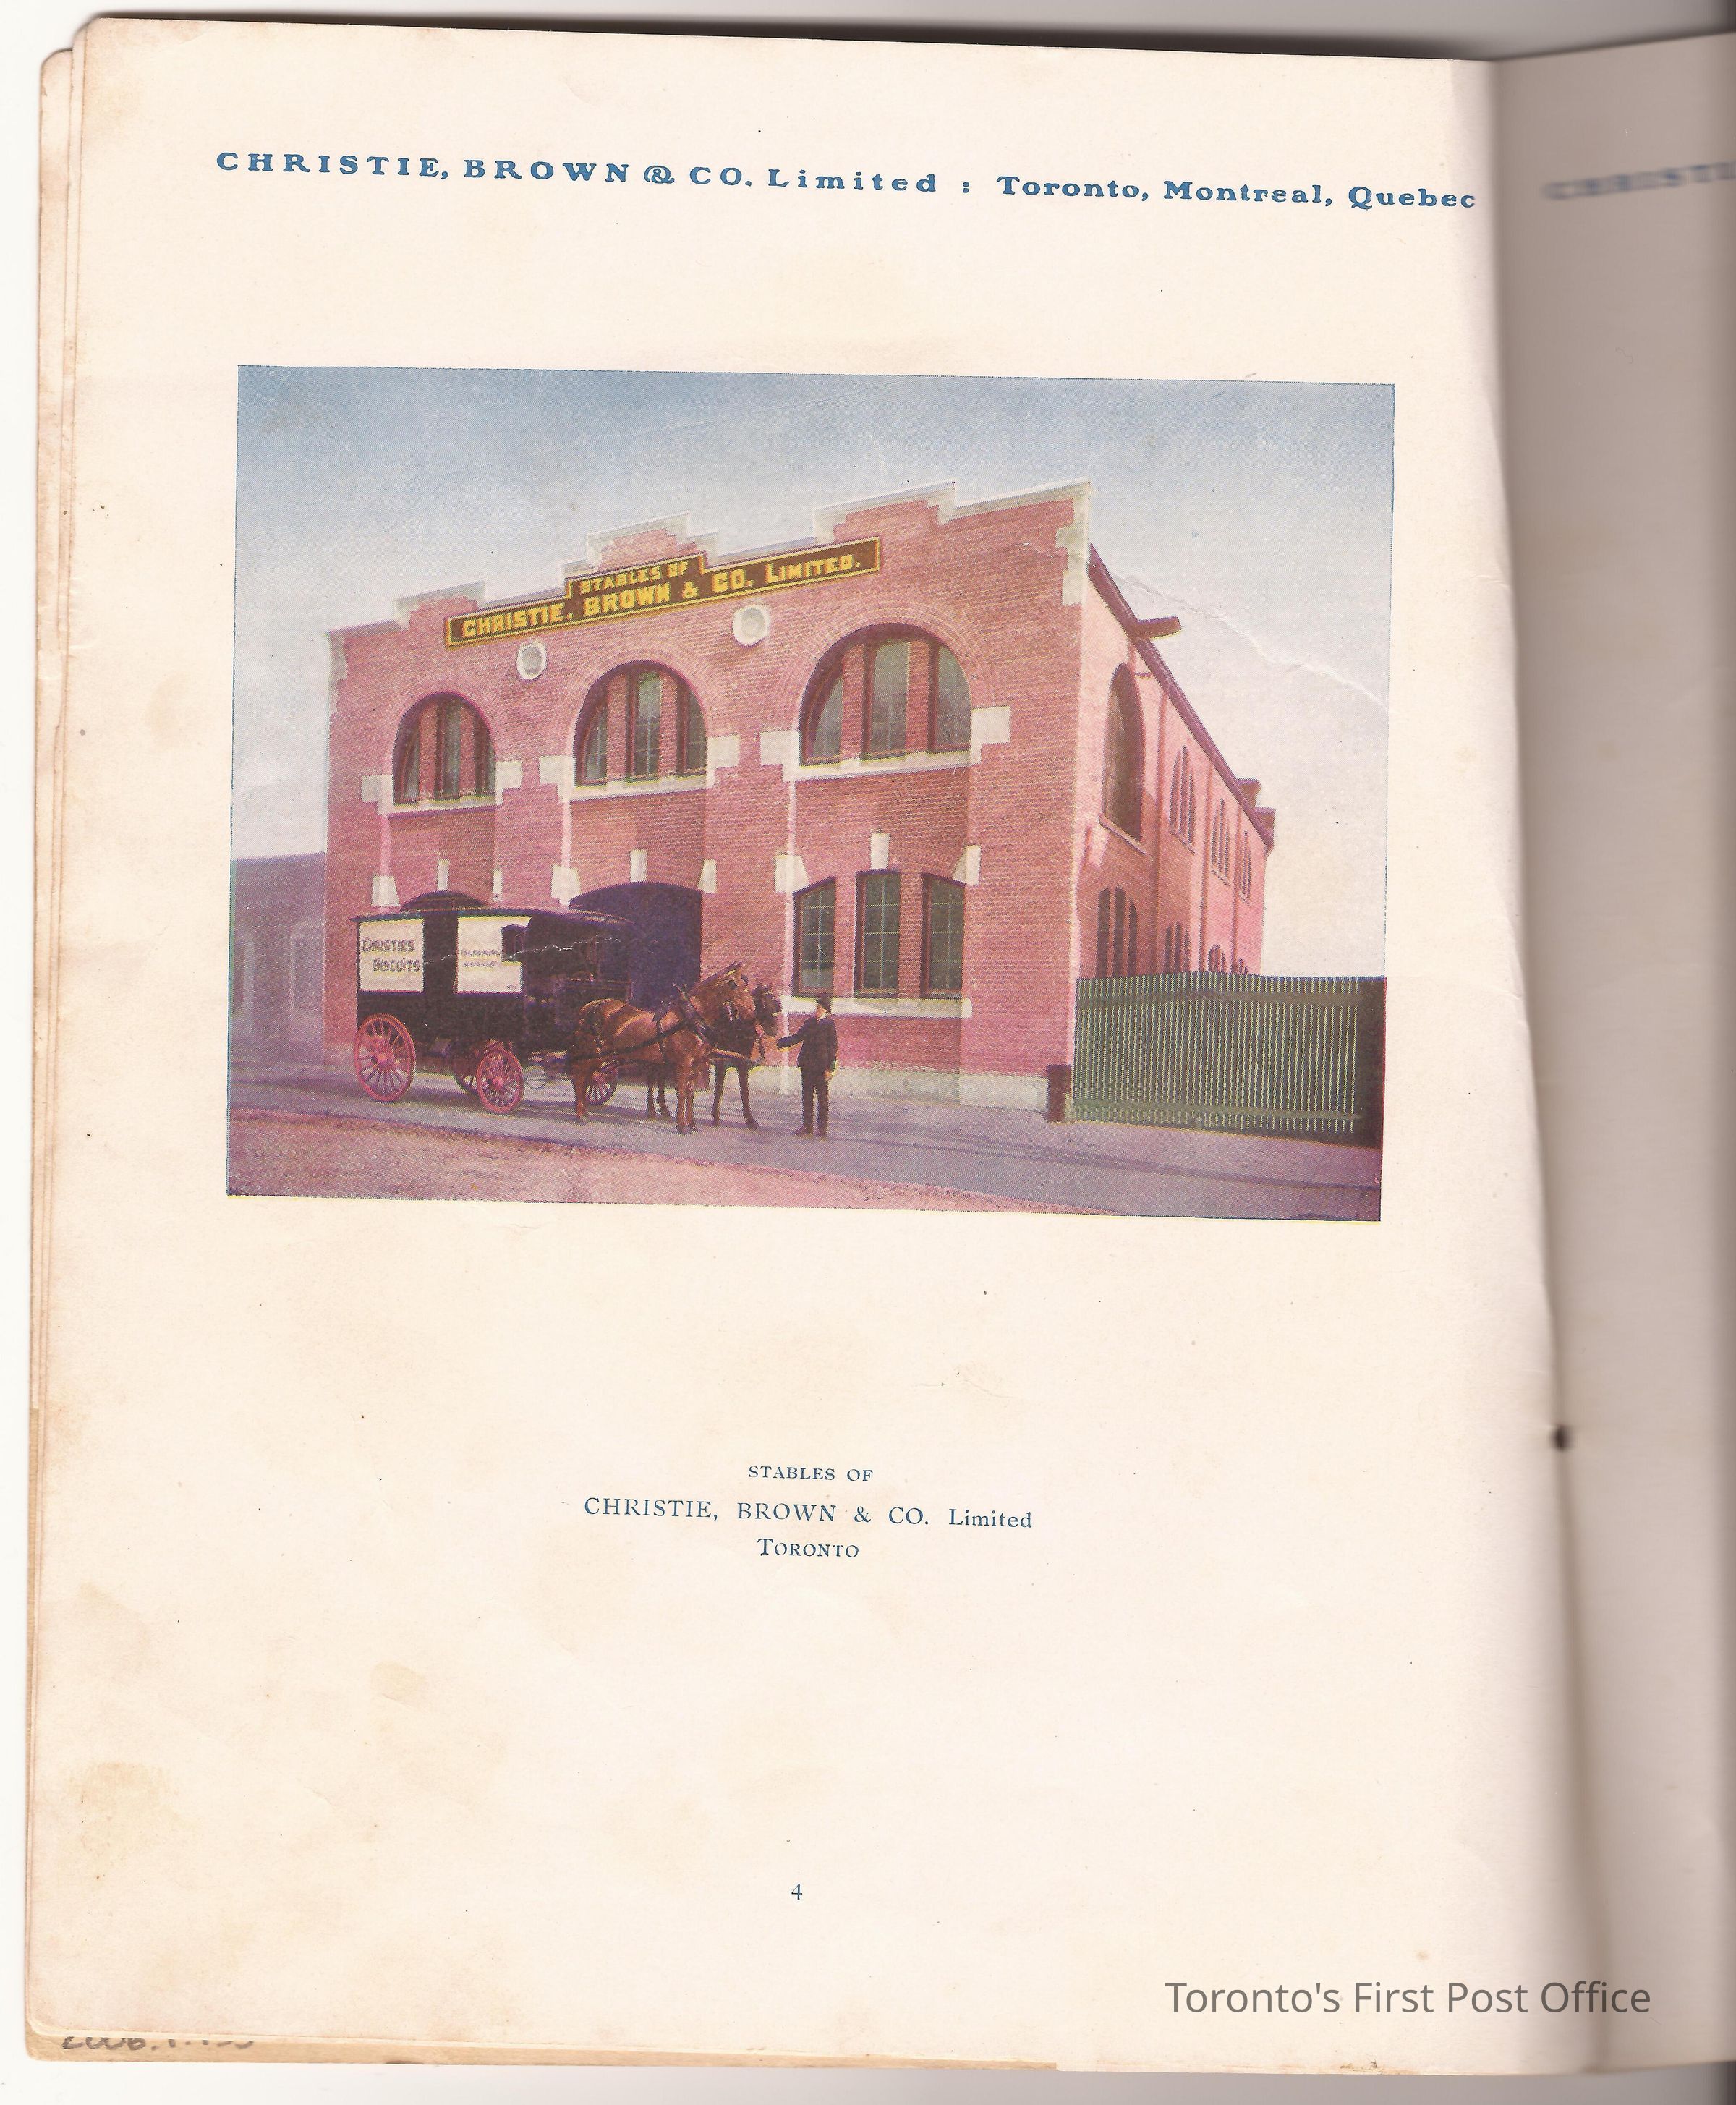 CHRISTIE, BROWN & CO. Limited : Toronto, Montreal, Quebec
STABLES OF
CHRISTIE, BROWN & CO. LIMITED.
CHRISTIE'S
BISCUITS
STABLES OF
CHRISTIE, BROWN & CO. Limited
TORONTO
4
Toronto's First Post Office